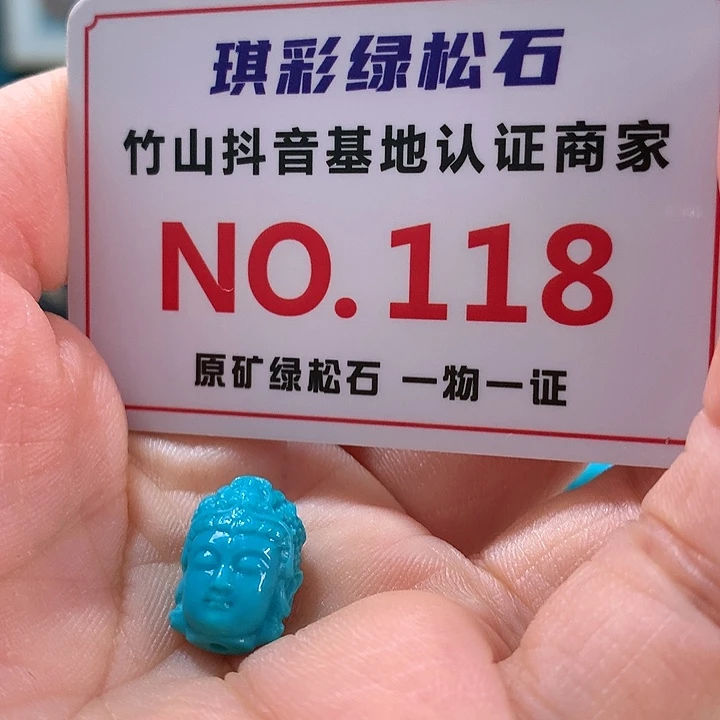 琪彩绿松石
竹山抖音基地认证商家
NO.118
原矿绿松石 一物一证